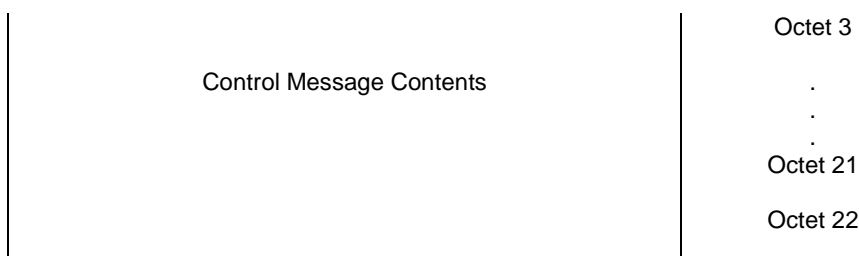 Octet 3
Control Message Contents .
.
.
Octet 21
Octet 22